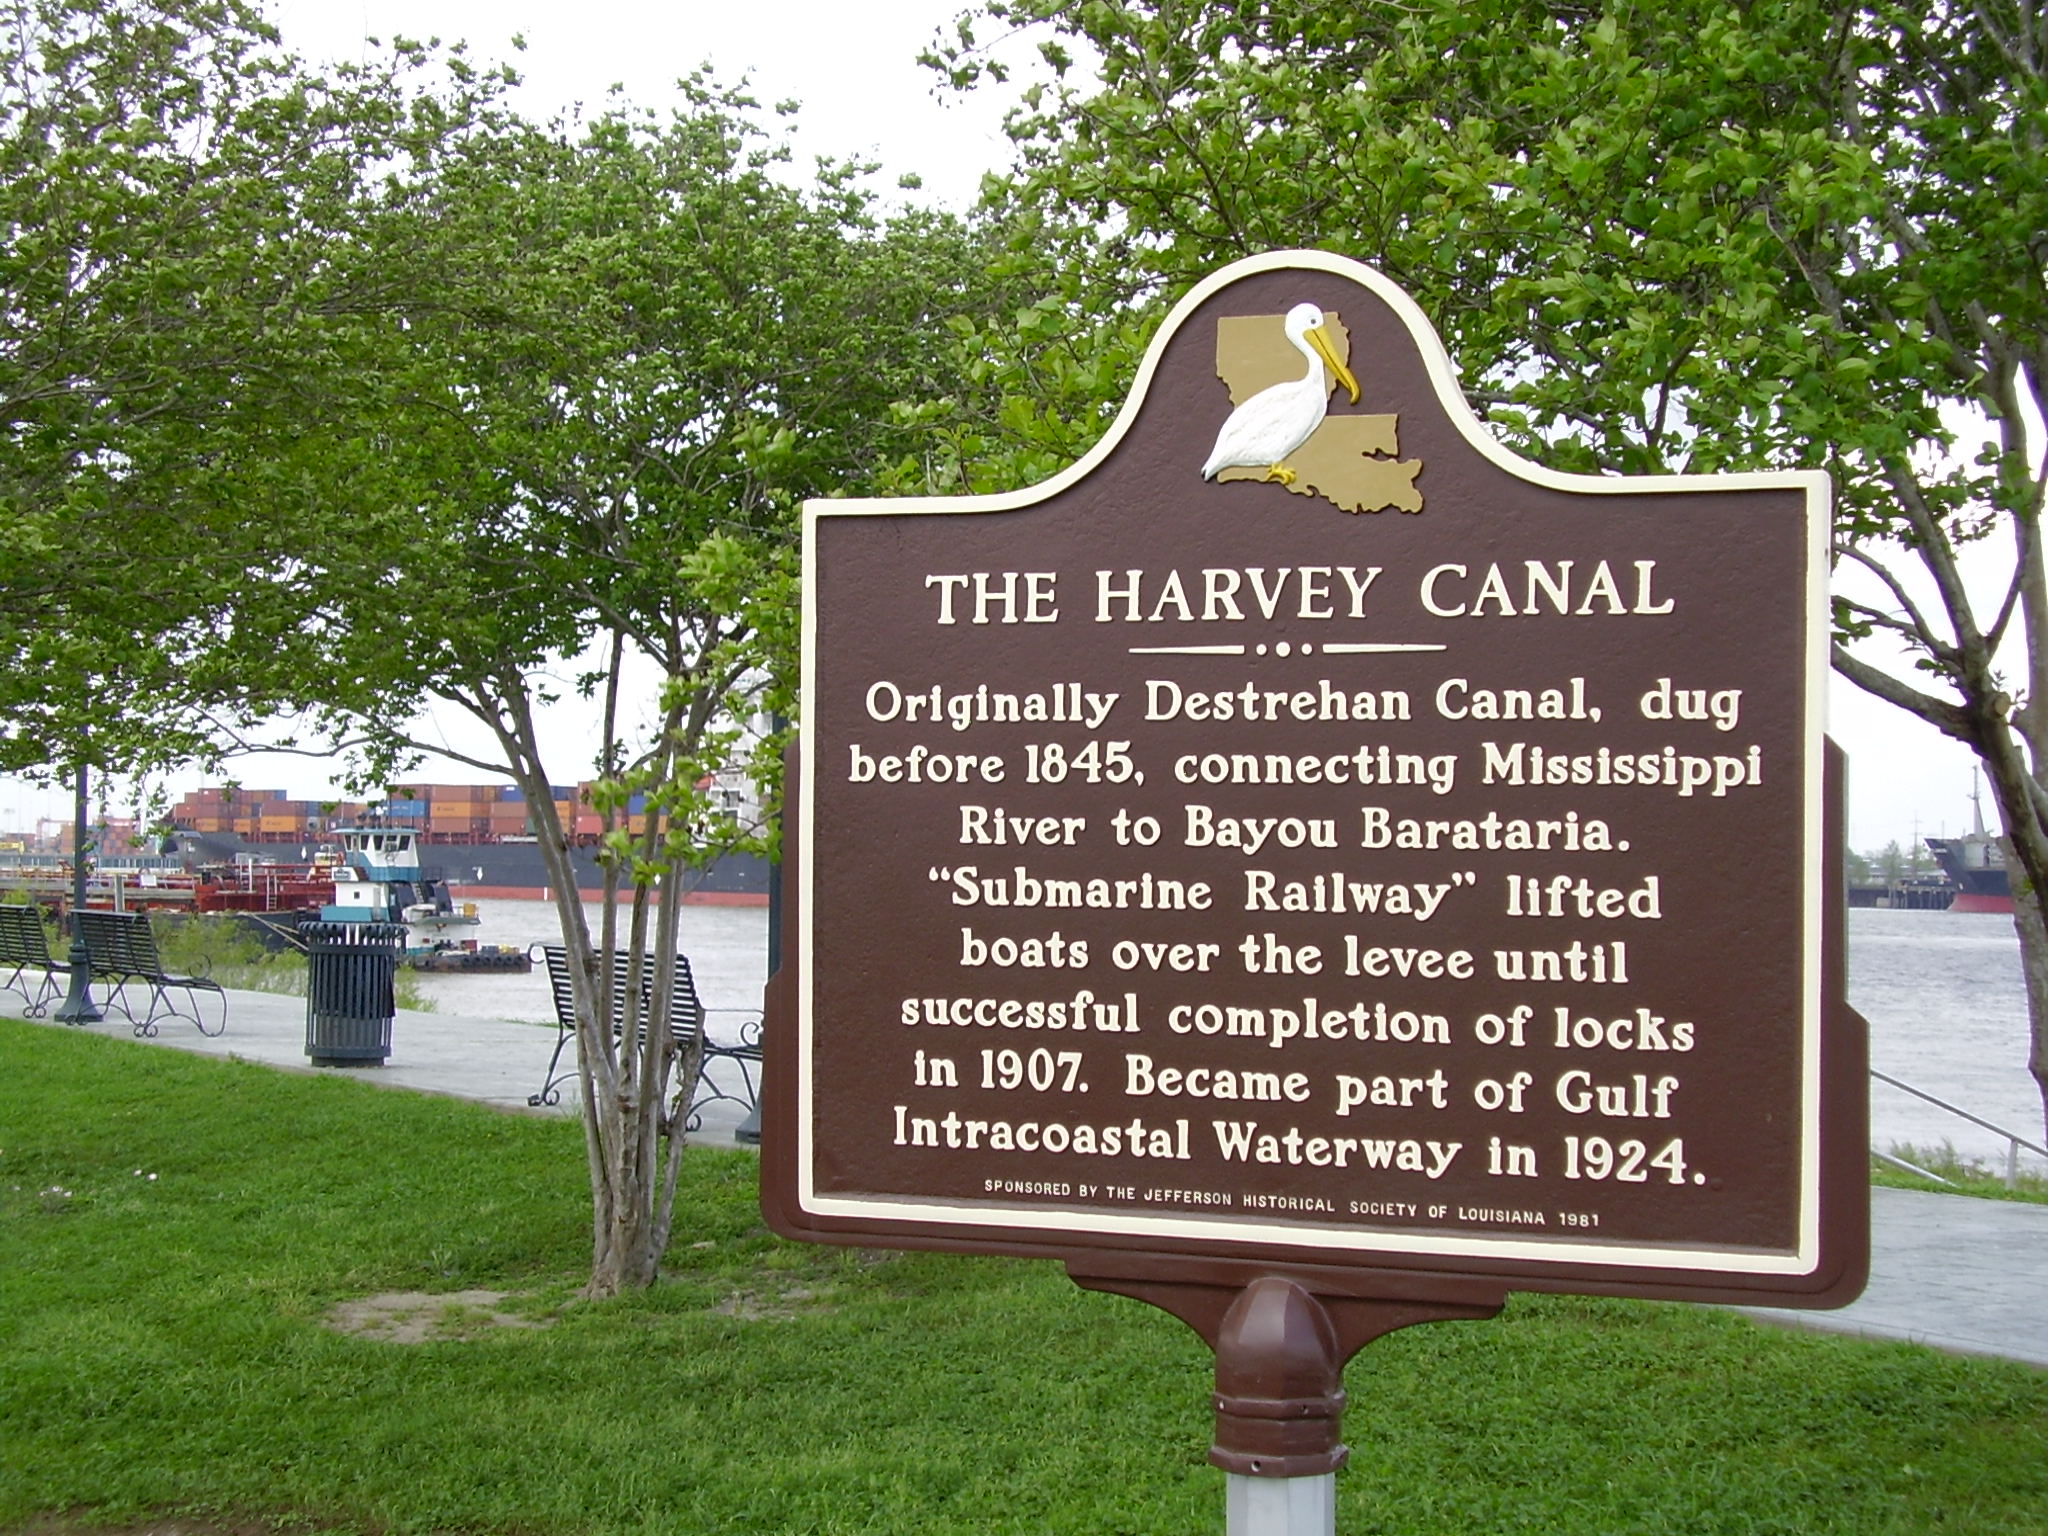 THE HARVEY CANAL
Originally Destrehan Canal, dug
before 1845, connecting Mississippi
River to Bayou Barataria.
“Submarine Railway” lifted
boats over the levee until
successful completion of locks
in 1907. Became part of Gulf
Intracoastal Waterway in 1924.
SPONSORED BY THE JEFFERSON HISTORICAL SOCIETY OF LOUISIANA 1981